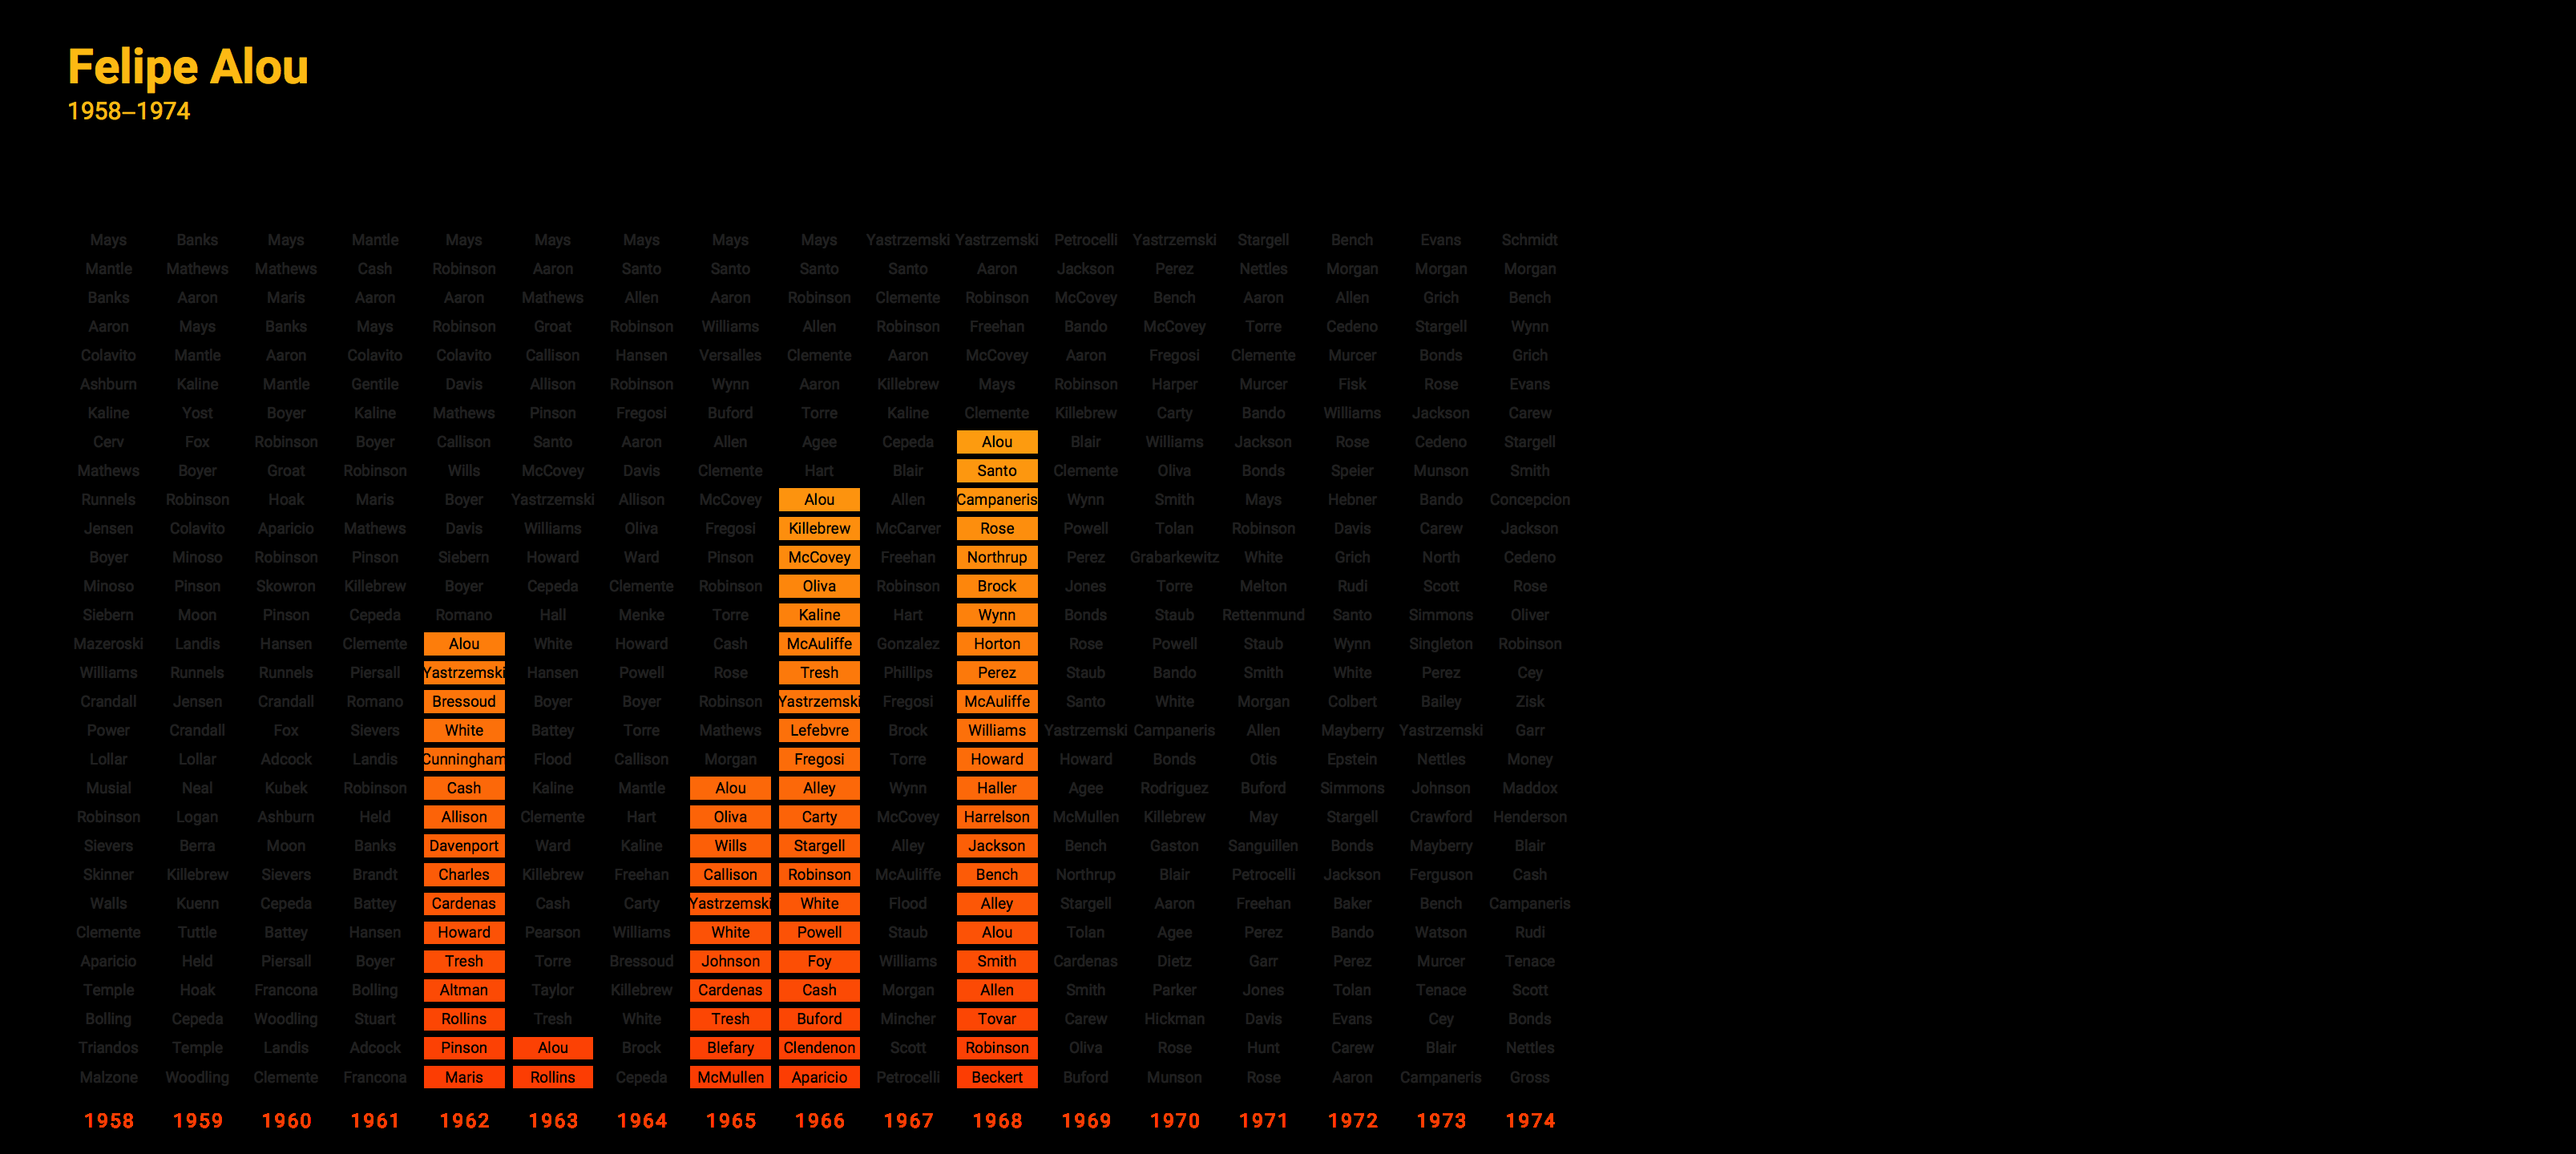 Felipe Alou
1958–1974
Mays Banks Mays Mantle Mays Mays Mays Mays Mays Yastrzemski Yastrzemski Petrocelli Yastrzemski Stargell Bench Evans Schmidt
Mantle Mathews Mathews Cash Robinson Aaron Santo Santo Santo Santo Aaron Jackson Perez Nettles Morgan Morgan Morgan
Banks Aaron Maris Aaron Aaron Mathews Allen Aaron Robinson Clemente Robinson McCovey Bench Aaron Allen Grich Bench
Aaron Mays Banks Mays Robinson Groat Robinson Williams Allen Robinson Freehan Bando McCovey Torre Cedeno Stargell Wynn
Colavito Mantle Aaron Colavito Colavito Callison Hansen Versalles Clemente Aaron McCovey Aaron Fregosi Clemente Murcer Bonds Grich
Ashburn Kaline Mantle Gentile Davis Allison Robinson Wynn Aaron Killebrew Mays Robinson Harper Murcer Fisk Rose Evans
Kaline Yost Boyer Kaline Mathews Pinson Fregosi Buford Torre Kaline Clemente Killebrew Carty Bando Williams Jackson Carew
Cerv Fox Robinson Boyer Callison Santo Aaron Allen Agee Cepeda Alou Blair Williams Jackson Rose Cedeno Stargell
Mathews Boyer Groat Robinson Wills McCovey Davis Clemente Hart Blair Santo Clemente Oliva Bonds Speier Munson Smith
Runnels Robinson Hoak Maris Boyer Yastrzemski Allison McCovey Alou Allen Campaneris Wynn Smith Mays Hebner Bando Concepcion
Jensen Colavito Aparicio Mathews Davis Williams Oliva Fregosi Killebrew McCarver Rose Powell Tolan Robinson Davis Carew Jackson
Boyer Minoso Robinson Pinson Siebern Howard Ward Pinson McCovey Freehan Northrup Perez Grabarkewitz White Grich North Cedeno
Minoso Pinson Skowron Killebrew Boyer Cepeda Clemente Robinson Oliva Robinson Brock Jones Torre Melton Rudi Scott Rose
Siebern Moon Pinson Cepeda Romano Hall Menke Torre Kaline Hart Wynn Bonds Staub Rettenmund Santo Simmons Oliver
Mazeroski Landis Hansen Clemente Alou White Howard Cash McAuliffe Gonzalez Horton Rose Powell Staub Wynn Singleton Robinson
Williams Runnels Runnels Piersall Yastrzemski Hansen Powell Rose Tresh Phillips Perez Staub Bando Smith White Perez Cey
Crandall Jensen Crandall Romano Bressoud Boyer Boyer Robinson Yastrzemski Fregosi McAuliffe Santo White Morgan Colbert Bailey Zisk
Power Crandall Fox Sievers White Battey Torre Mathews Lefebvre Brock Williams Yastrzemski Campaneris Allen Mayberry Yastrzemski Garr
Lollar Lollar Adcock Landis Cunningham Flood Callison Morgan Fregosi Torre Howard Howard Bonds Otis Epstein Nettles Money
Musial Neal Kubek Robinson Cash Kaline Mantle Alou Alley Wynn Haller Agee Rodriguez Buford Simmons Johnson Maddox
Robinson Logan Ashburn Held Allison Clemente Hart Oliva Carty McCovey Harrelson McMullen Killebrew May Stargell Crawford Henderson
Sievers Berra Moon Banks Davenport Ward Kaline Wills Stargell Alley Jackson Bench Gaston Sanguillen Bonds Mayberry Blair
Skinner Killebrew Sievers Brandt Charles Killebrew Freehan Callison Robinson McAuliffe Bench Northrup Blair Petrocelli Jackson Ferguson Cash
Walls Kuenn Cepeda Battey Cardenas Cash Carty Yastrzemski White Flood Alley Stargell Aaron Freehan Baker Bench Campaneris
Clemente Tuttle Battey Hansen Howard Pearson Williams White Powell Staub Alou Tolan Agee Perez Bando Watson Rudi
Aparicio Held Piersall Boyer Tresh Torre Bressoud Johnson Foy Williams Smith Cardenas Dietz Garr Perez Murcer Tenace
Temple Hoak Francona Bolling Altman Taylor Killebrew Cardenas Cash Morgan Allen Smith Parker Jones Tolan Tenace Scott
Bolling Cepeda Woodling Stuart Rollins Tresh White Tresh Buford Mincher Tovar Carew Hickman Davis Evans Cey Bonds
Triandos Temple Landis Adcock Pinson Alou Brock Blefary Clendenon Scott Robinson Oliva Rose Hunt Carew Blair Nettles
Malzone Woodling Clemente Francona Maris Rollins Cepeda McMullen Aparicio Petrocelli Beckert Buford Munson Rose Aaron Campaneris Gross
1958 1959 1960 1961 1962 1963 1964 1965 1966 1967 1968 1969 1970 1971 1972 1973 1974